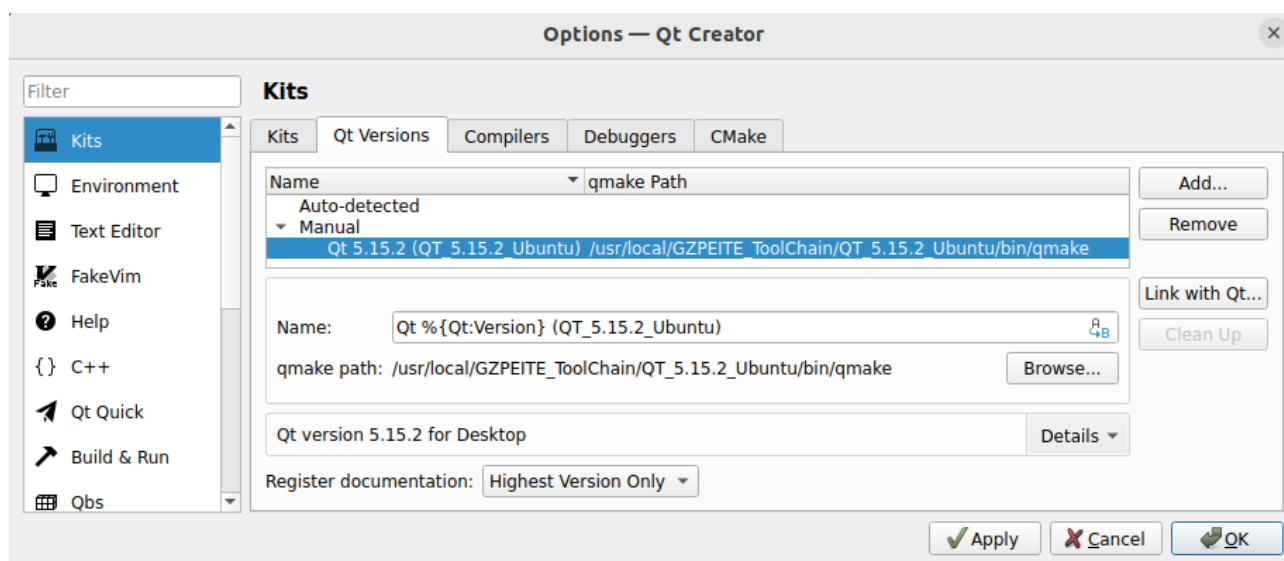 Options — Qt Creator
Filter
Kits
Kits
Environment
Text Editor
FakeVim
Help
C++
Qt Quick
Build & Run
Qbs
Kits Qt Versions Compilers Debuggers CMake
Name qmake Path
Auto-detected
Manual
Qt 5.15.2 (QT_5.15.2_Ubuntu) /usr/local/GZPEITE_ToolChain/QT_5.15.2_Ubuntu/bin/qmake
Add...
Remove
Link with Qt...
Clean Up
Name: Qt %{Qt:Version} (QT_5.15.2_Ubuntu)
qmake path: /usr/local/GZPEITE_ToolChain/QT_5.15.2_Ubuntu/bin/qmake Browse...
Qt version 5.15.2 for Desktop Details
Register documentation: Highest Version Only
Apply Cancel OK